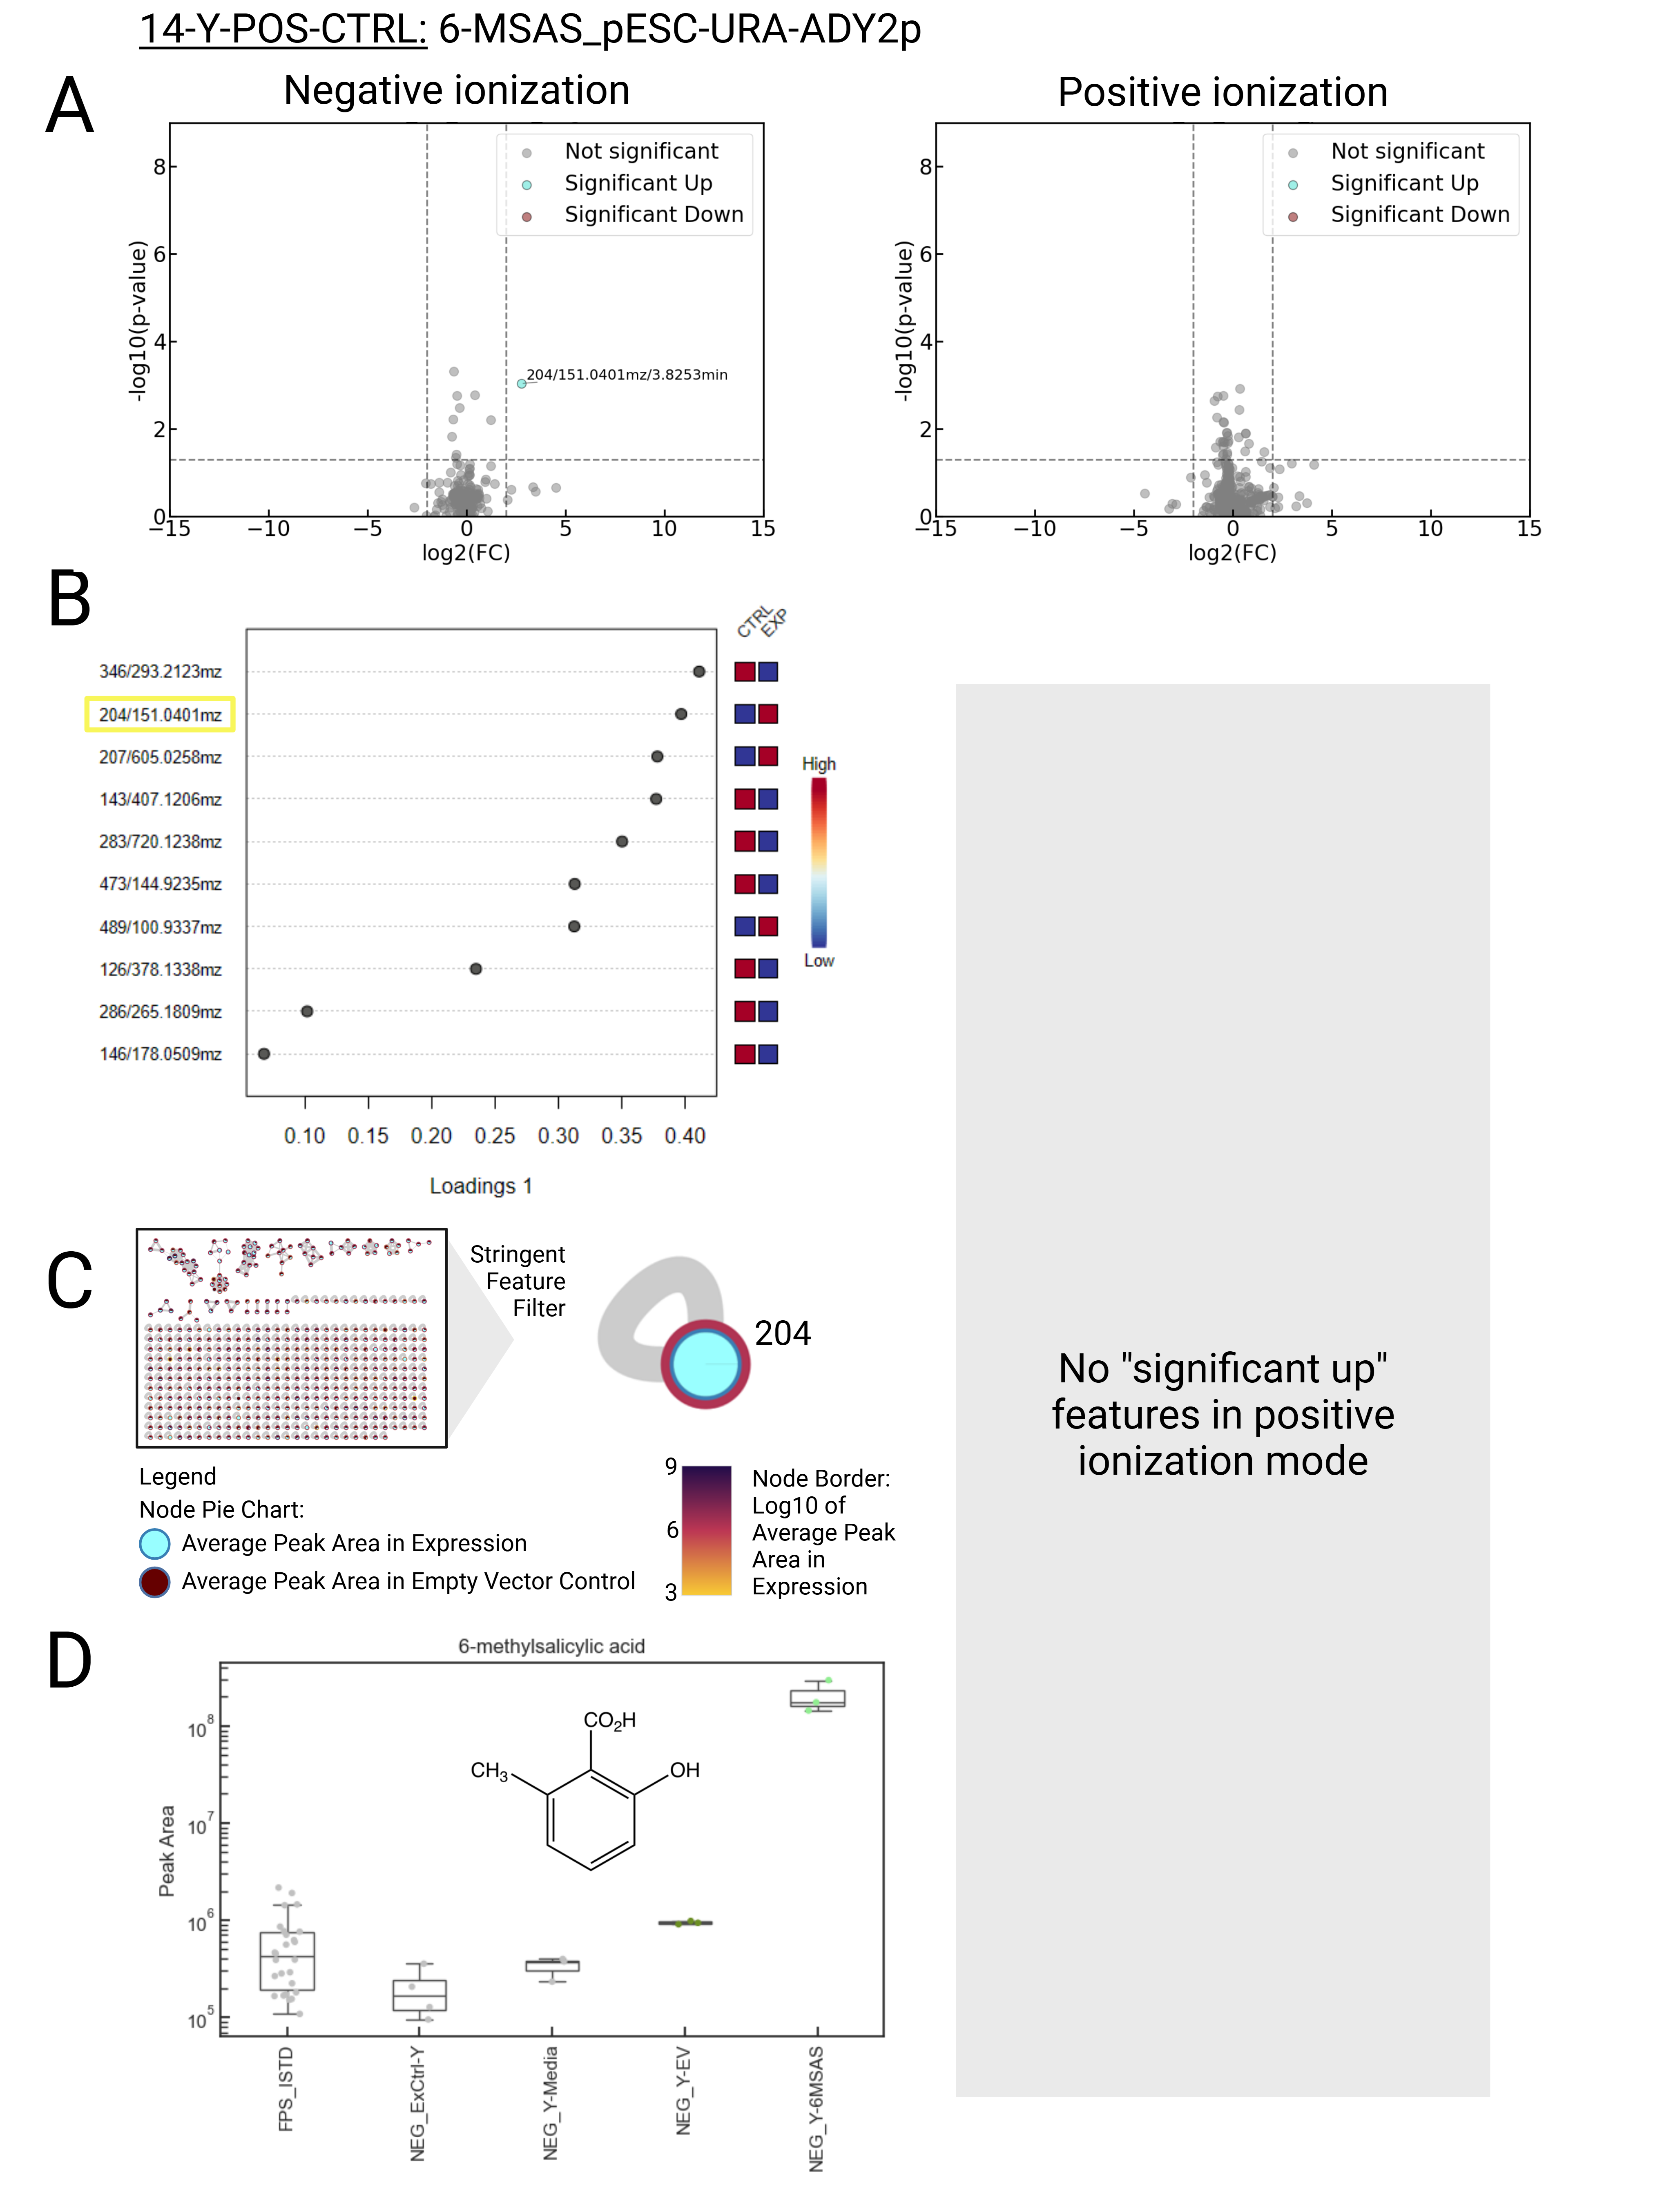 14-Y-POS-CTRL: 6-MSAS_pESC-URA-ADY2p
A
Negative ionization
Positive ionization
Not significant
Significant Up
Significant Down
204/151.0401mz/3.8253min
-log10(p-value)
8
6
4
2
0
−15
−10
−5
0
5
10
15
log2(FC)
Not significant
Significant Up
Significant Down
-log10(p-value)
8
6
4
2
0
−15
−10
−5
0
5
10
15
log2(FC)
B
CTRL
EXP
346/293.2123mz
204/151.0401mz
207/605.0258mz
143/407.1206mz
283/720.1238mz
473/144.9235mz
489/100.9337mz
126/378.1338mz
286/265.1809mz
146/178.0509mz
High
Low
0.10 0.15 0.20 0.25 0.30 0.35 0.40
Loadings 1
C
Stringent
Feature
Filter
204
Legend
Node Pie Chart:
Average Peak Area in Expression
Average Peak Area in Empty Vector Control
9
6
3
Node Border:
Log10 of
Average Peak
Area in
Expression
No "significant up"
features in positive
ionization mode
D
6-methylsalicylic acid
Peak Area
10^8
10^7
10^6
10^5
CO₂H
CH₃
OH
FPS_ISTD
NEG_ExCtrl-Y
NEG_Y-Media
NEG_Y-EV
NEG_Y-6MSAS